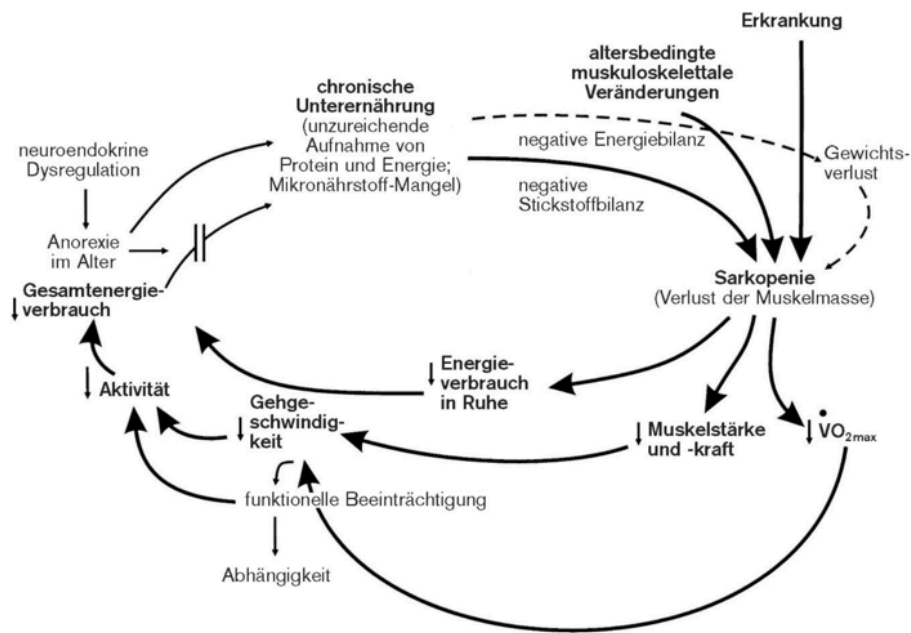 Erkrankung
altersbedingte
muskuloskelettale
Veränderungen
chronische
Unterernährung
(unzureichende
Aufnahme von
Protein und Energie;
Mikronährstoff-Mangel)
negative Energiebilanz
Gewichts-
verlust
negative
Stickstoffbilanz
neuroendokrine
Dysregulation
Anorexie
im Alter
↓ Gesamtenergie-
verbrauch
Sarkopenie
(Verlust der Muskelmasse)
↓ Energie-
verbrauch
in Ruhe
↓ Aktivität
↓ Gehge-
schwindig-
keit
↓ Muskelstärke
und -kraft
↓ V̇O2max
funktionelle Beeinträchtigung
Abhängigkeit